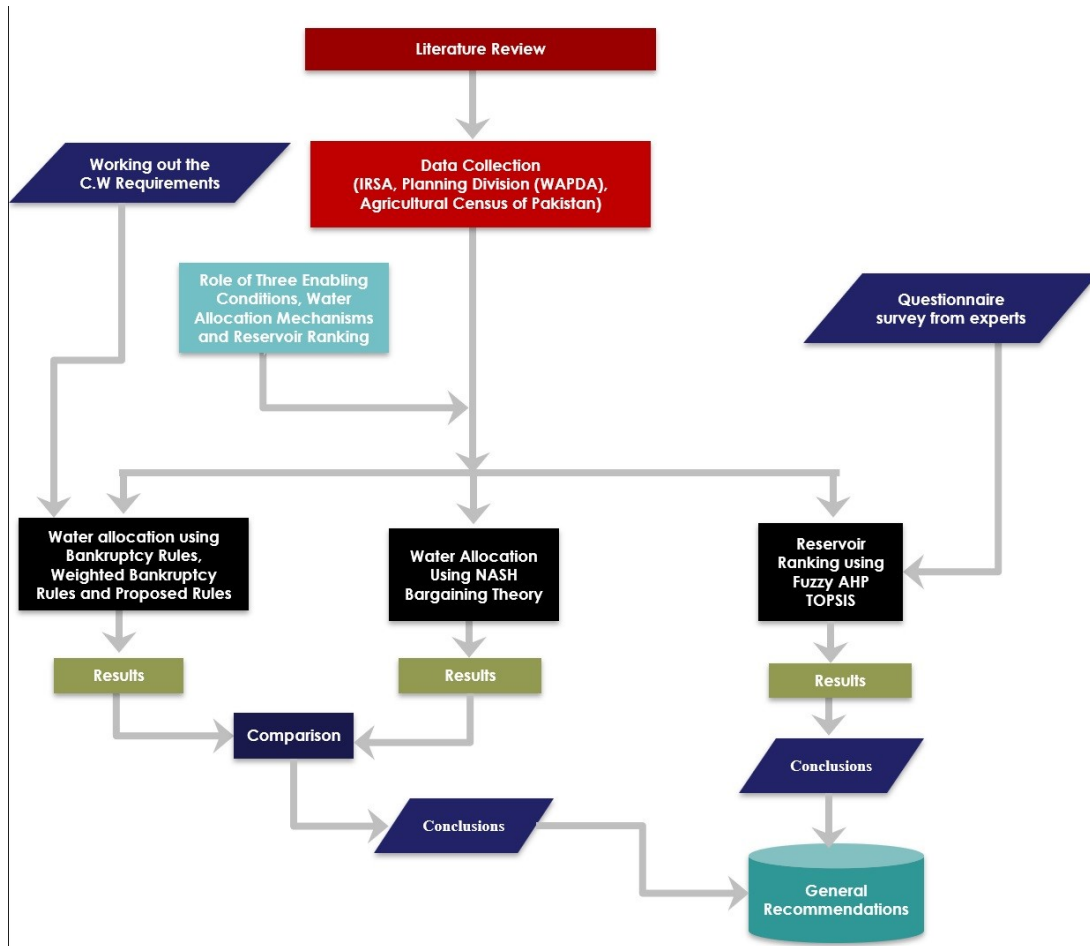 Literature Review
Working out the
C.W Requirements
Data Collection
(IRSA, Planning Division (WAPDA),
Agricultural Census of Pakistan)
Role of Three Enabling
Conditions, Water
Allocation Mechanisms
and Reservoir Ranking
Questionnaire
survey from experts
Water allocation using
Bankruptcy Rules,
Weighted Bankruptcy
Rules and Proposed Rules
Water Allocation
Using NASH
Bargaining Theory
Reservoir
Ranking using
Fuzzy AHP
TOPSIS
Results
Results
Results
Comparison
Conclusions
Conclusions
General
Recommendations